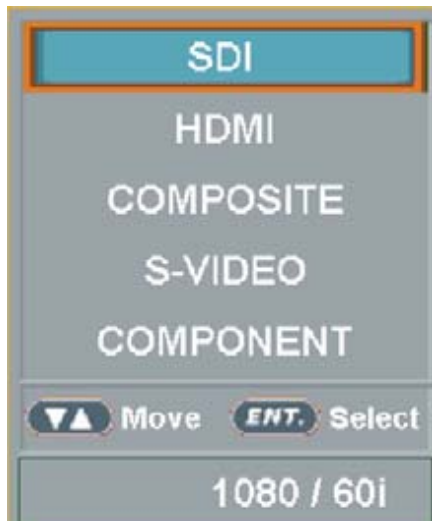 SDI
HDMI
COMPOSITE
S-VIDEO
COMPONENT
▼▲ Move ENT. Select
1080 / 60i